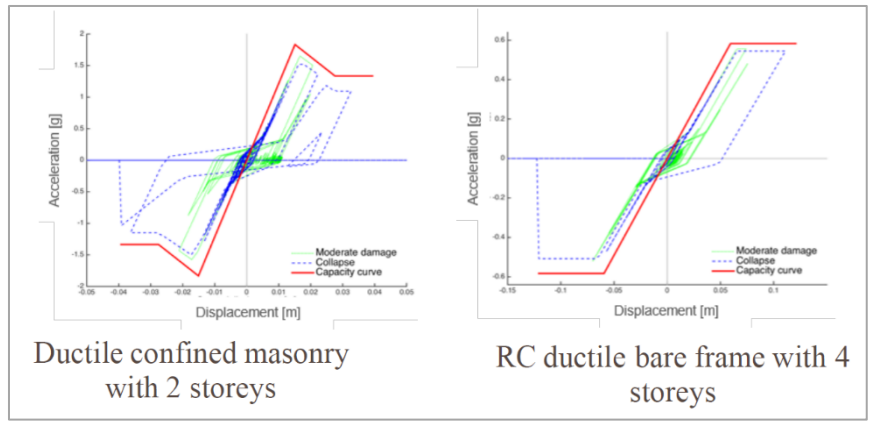 2
1.5
1
0.5
0
-0.5
-1
-1.5
-2
Acceleration [g]
Moderate damage
Collapse
Capacity curve
-0.05 -0.04 -0.03 -0.02 -0.01 0 0.01 0.02 0.03 0.04 0.05
Displacement [m]
Ductile confined masonry
with 2 storeys
0.6
0.4
0.2
0
-0.2
-0.4
-0.6
Acceleration [g]
Moderate damage
Collapse
Capacity curve
-0.15 -0.1 -0.05 0 0.05 0.1
Displacement [m]
RC ductile bare frame with 4
storeys